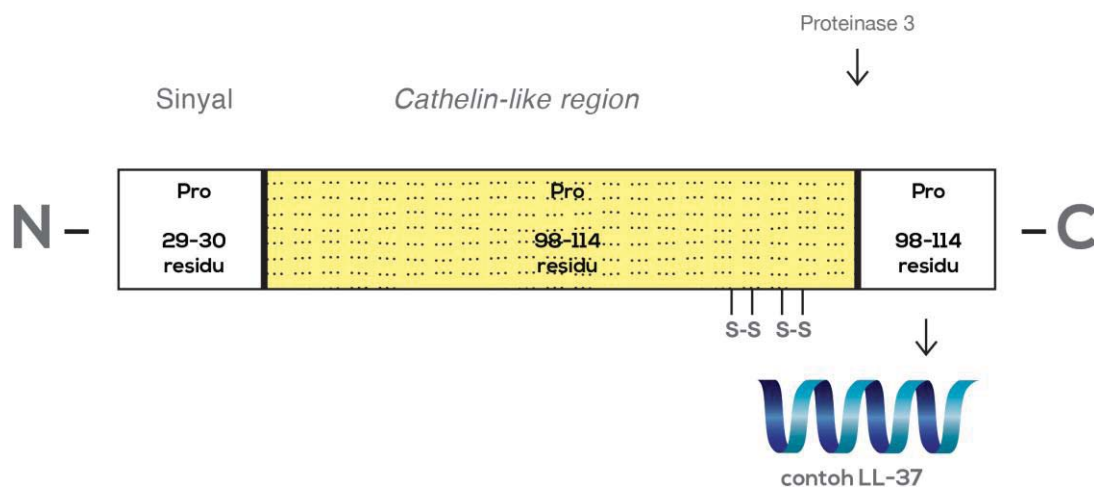 Proteinase 3
Sinyal
Cathelin-like region
N –
Pro
29-30
residu
Pro
98-114
residu
Pro
98-114
residu
– C
S-S S-S
contoh LL-37